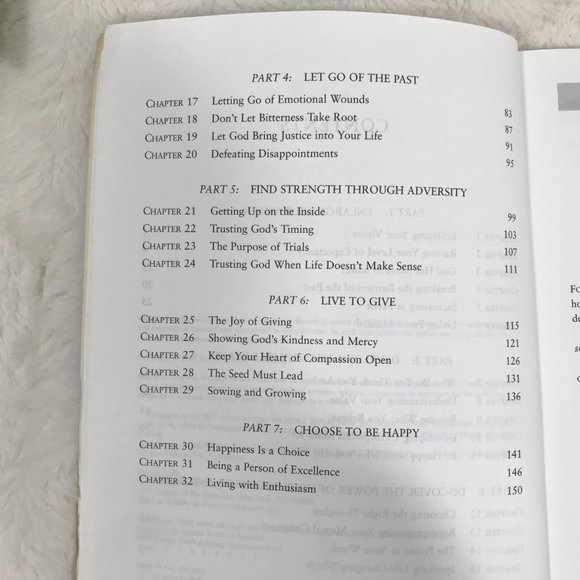 PART 4: LET GO OF THE PAST
CHAPTER 17 Letting Go of Emotional Wounds 83
CHAPTER 18 Don't Let Bitterness Take Root 87
CHAPTER 19 Let God Bring Justice into Your Life 91
CHAPTER 20 Defeating Disappointments 95
PART 5: FIND STRENGTH THROUGH ADVERSITY
CHAPTER 21 Getting Up on the Inside 99
CHAPTER 22 Trusting God's Timing 103
CHAPTER 23 The Purpose of Trials 107
CHAPTER 24 Trusting God When Life Doesn't Make Sense 111
PART 6: LIVE TO GIVE
CHAPTER 25 The Joy of Giving 115
CHAPTER 26 Showing God's Kindness and Mercy 121
CHAPTER 27 Keep Your Heart of Compassion Open 126
CHAPTER 28 The Seed Must Lead 131
CHAPTER 29 Sowing and Growing 136
PART 7: CHOOSE TO BE HAPPY
CHAPTER 30 Happiness Is a Choice 141
CHAPTER 31 Being a Person of Excellence 146
CHAPTER 32 Living with Enthusiasm 150